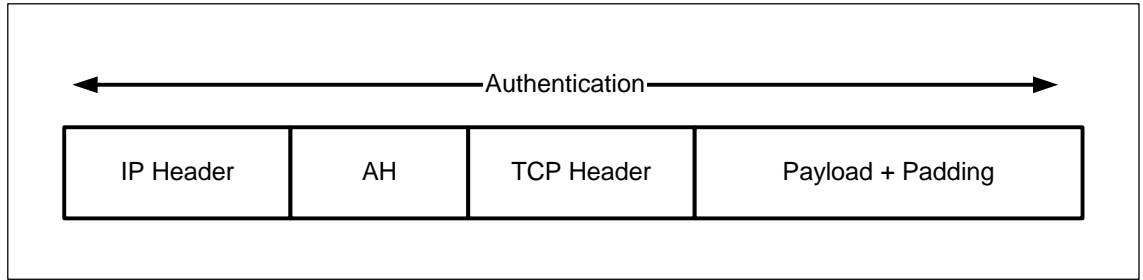 Authentication
IP Header AH TCP Header Payload + Padding